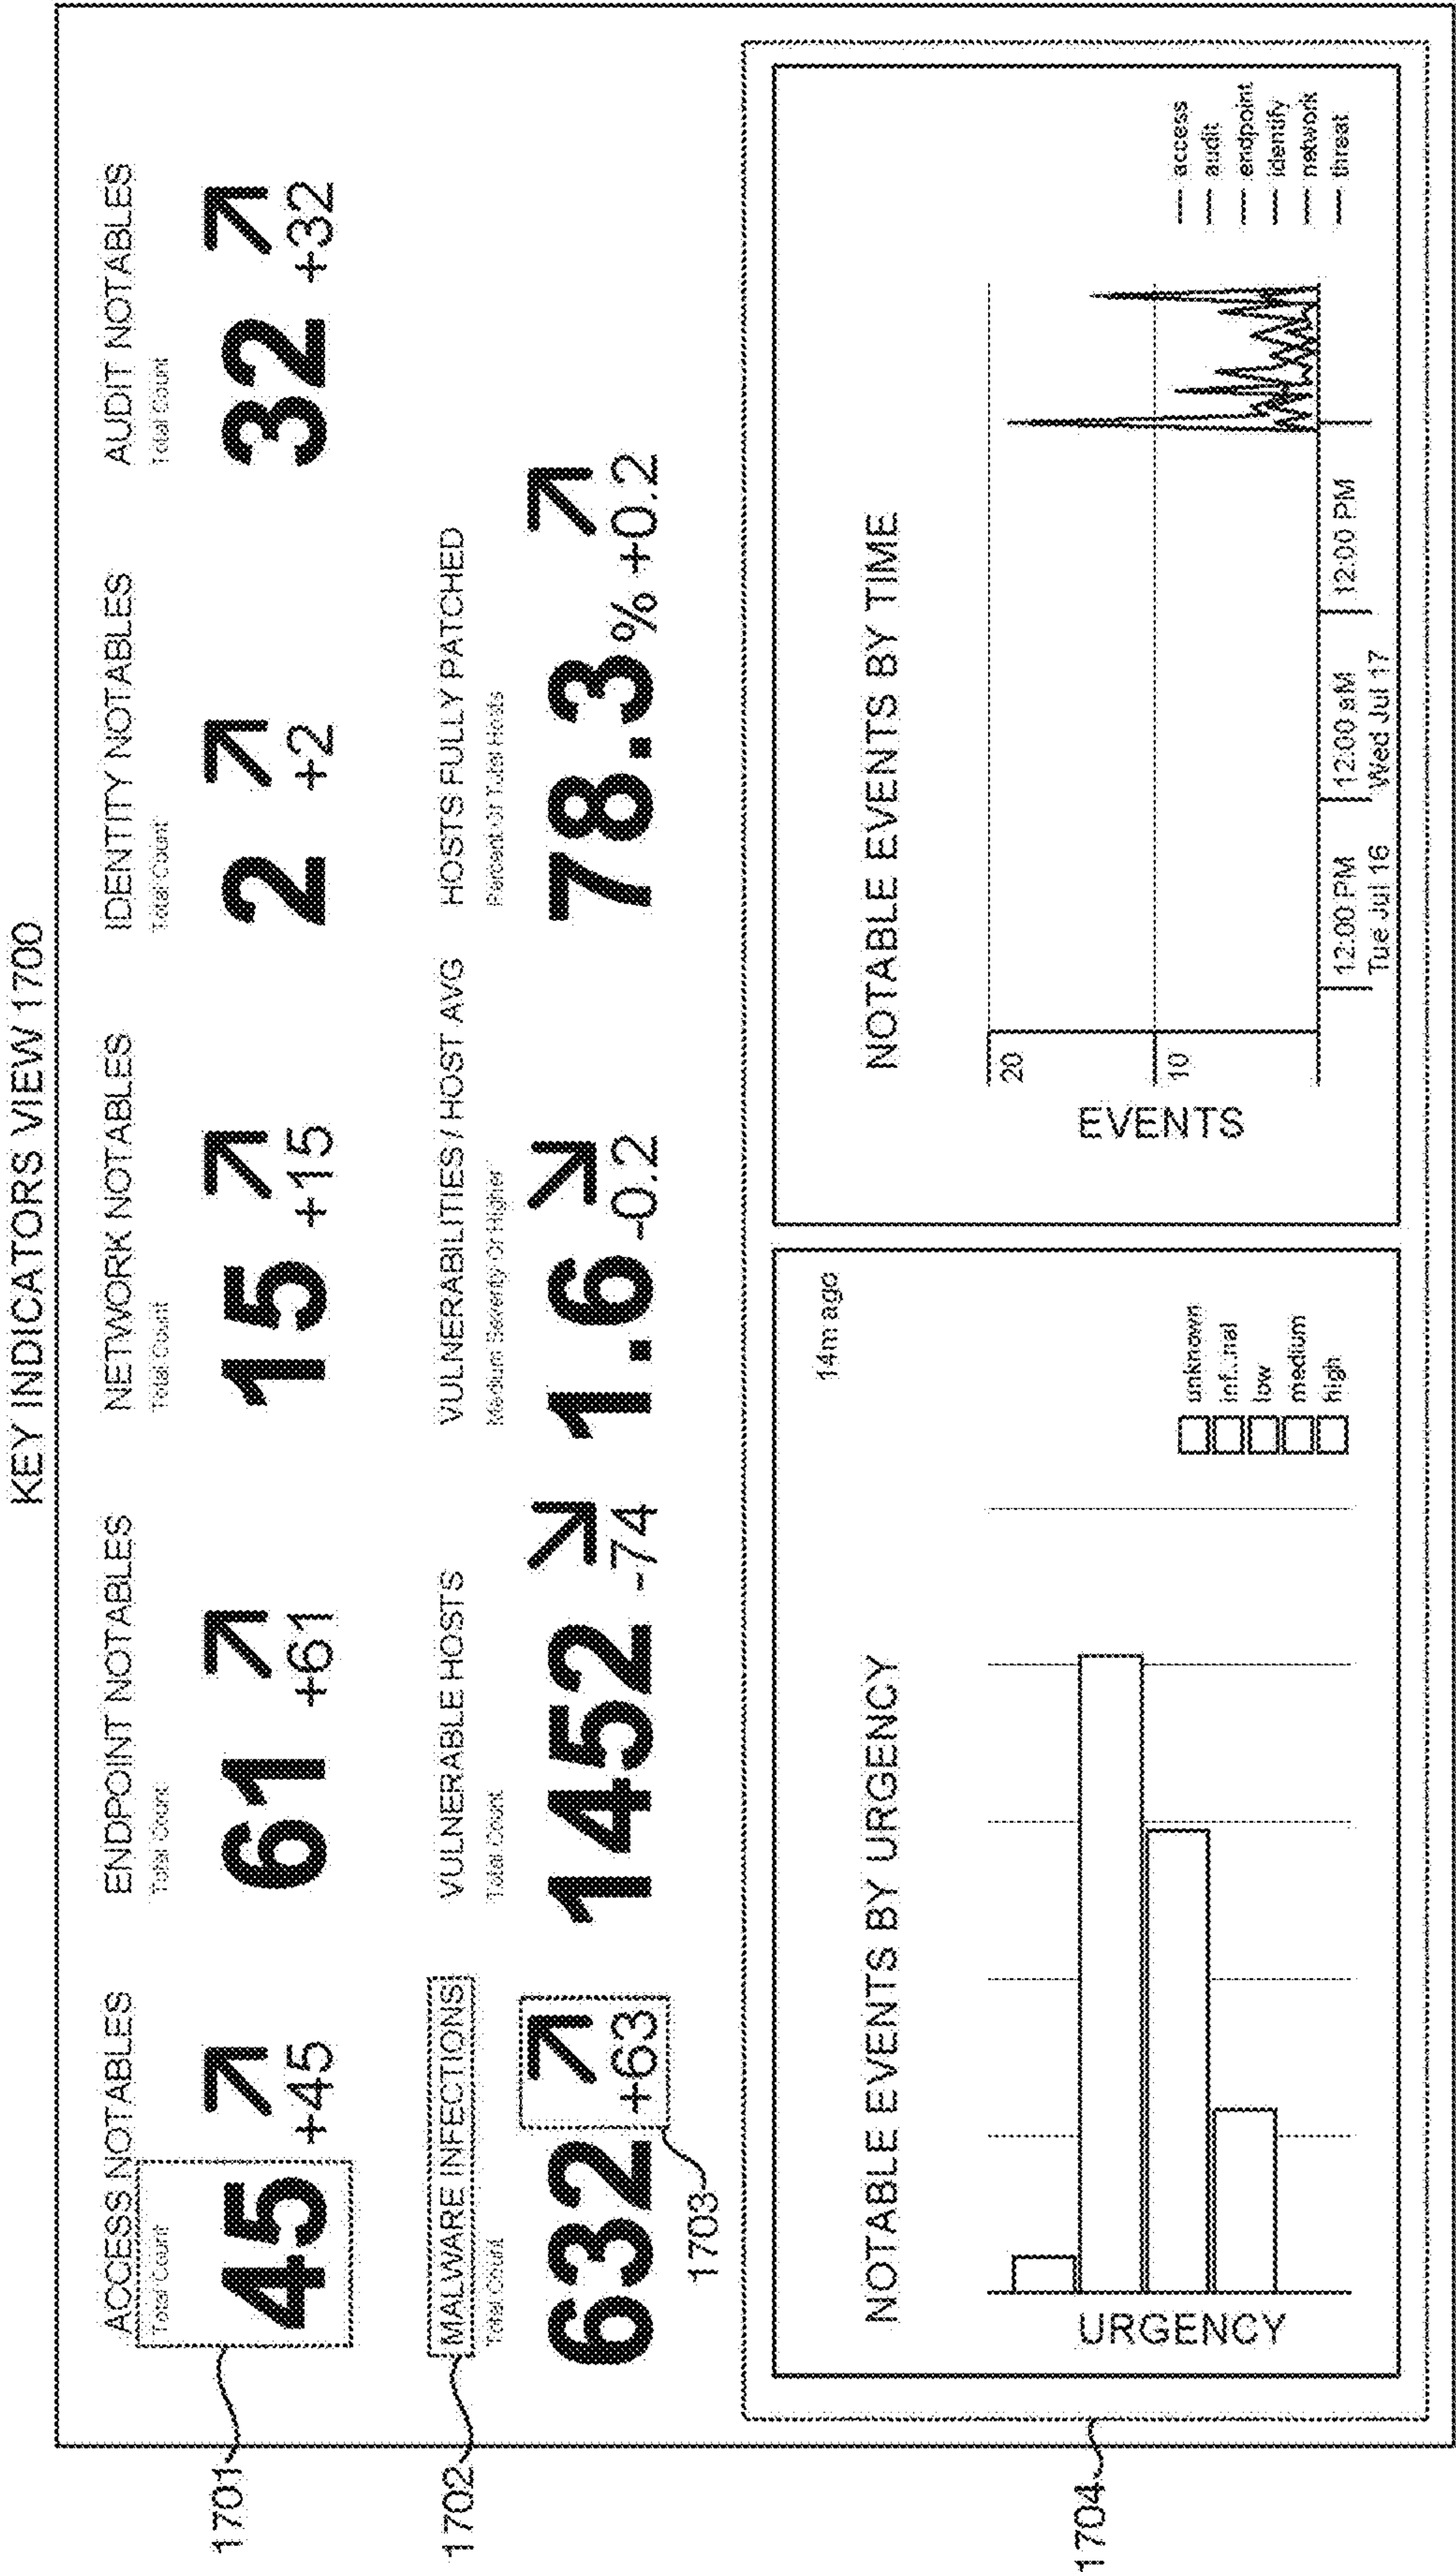 KEY INDICATORS VIEW 1700
ACCESS NOTABLES
Total Count
45 +45
ENDPOINT NOTABLES
Total Count
61 +61
NETWORK NOTABLES
Total Count
15 +15
IDENTITY NOTABLES
Total Count
2 +2
AUDIT NOTABLES
Total Count
32 +32
1701
MALWARE INFECTIONS
Total Count
632 +63
VULNERABLE HOSTS
Total Count
1452 -74
VULNERABILITIES / HOST AVG
Medium Severity Or Higher
1.6 -0.2
HOSTS FULLY PATCHED
Percent Of Total Hosts
78.3 % +0.2
1702
1703
14m ago
NOTABLE EVENTS BY URGENCY
URGENCY
unknown
inf...nal
low
medium
high
NOTABLE EVENTS BY TIME
EVENTS
20
10
12:00 PM
Tue Jul 16
12:00 aM
Wed Jul 17
12:00 PM
access
audit
endpoint
identify
network
threat
1704